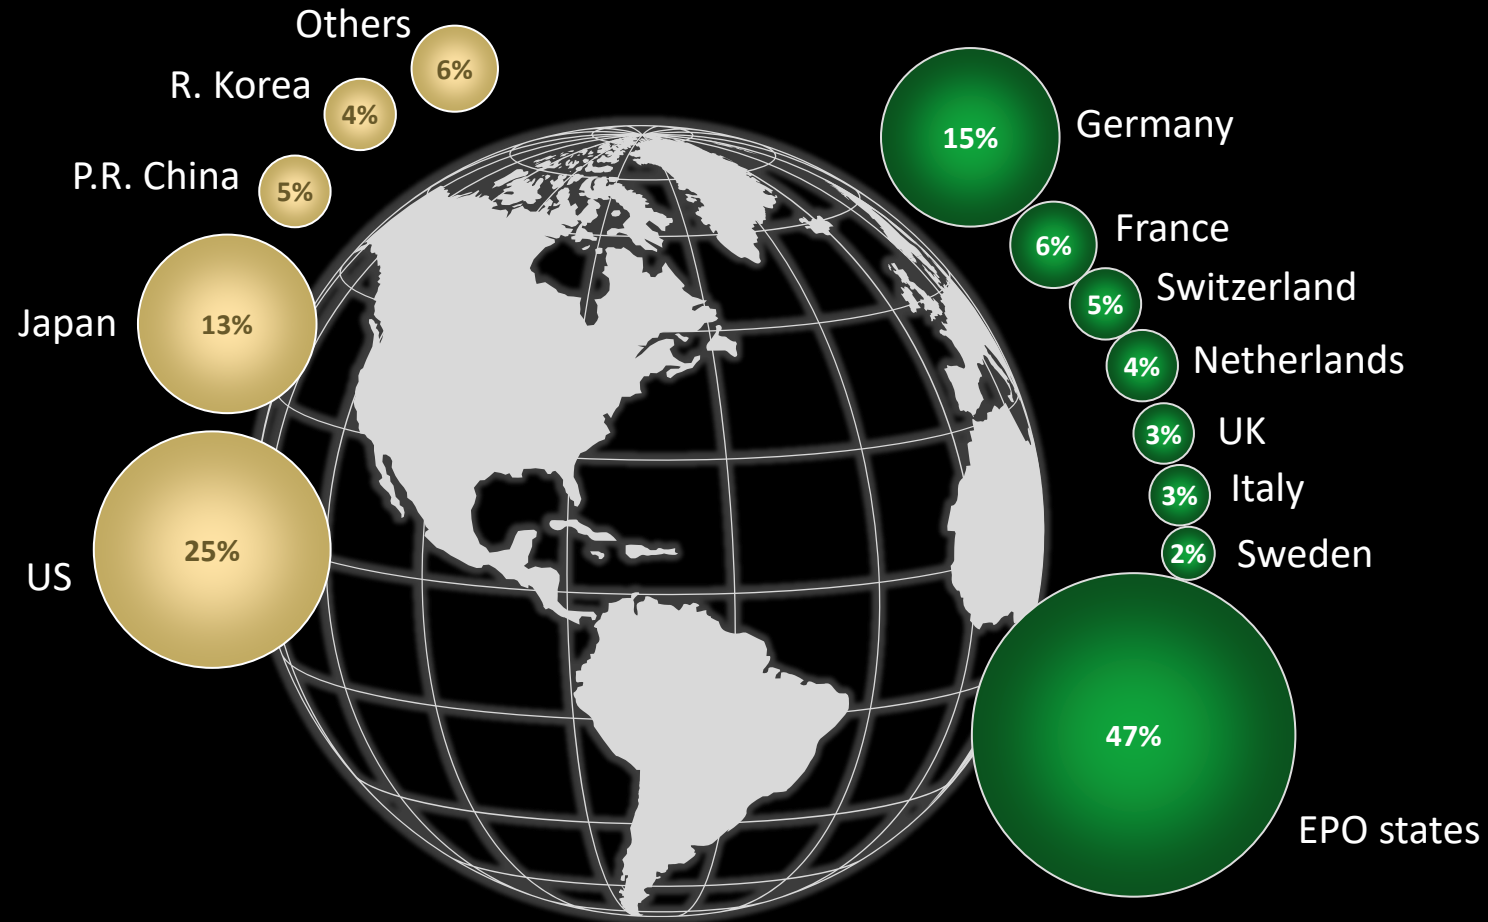 Others
6%
R. Korea
4%
P.R. China
5%
Japan
13%
US
25%
15%
Germany
6%
France
5%
Switzerland
4%
Netherlands
3%
UK
3%
Italy
2%
Sweden
47%
EPO states